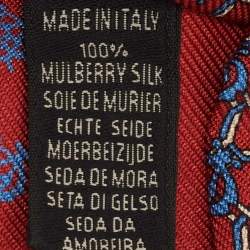 MADE IN ITALY
100%
MULBERRY SILK
SOIE DE MURIER
ECHTE SEIDE
MOERBEIZIJDE
SEDA DE MORA
SETA DI GELSO
SEDA DA
AMOREIRA